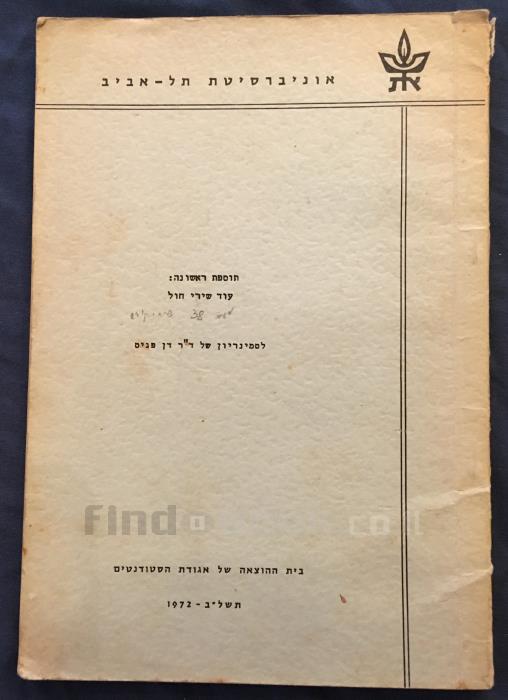 אוניברסיטת תל-אביב
תוספת ראשונה:
עוד שירי חול
38
לסמינריון של ד"ר דן פגיס
Find
בית ההוצאה של אגודת הסטודנטים
תשל"ב - 1972